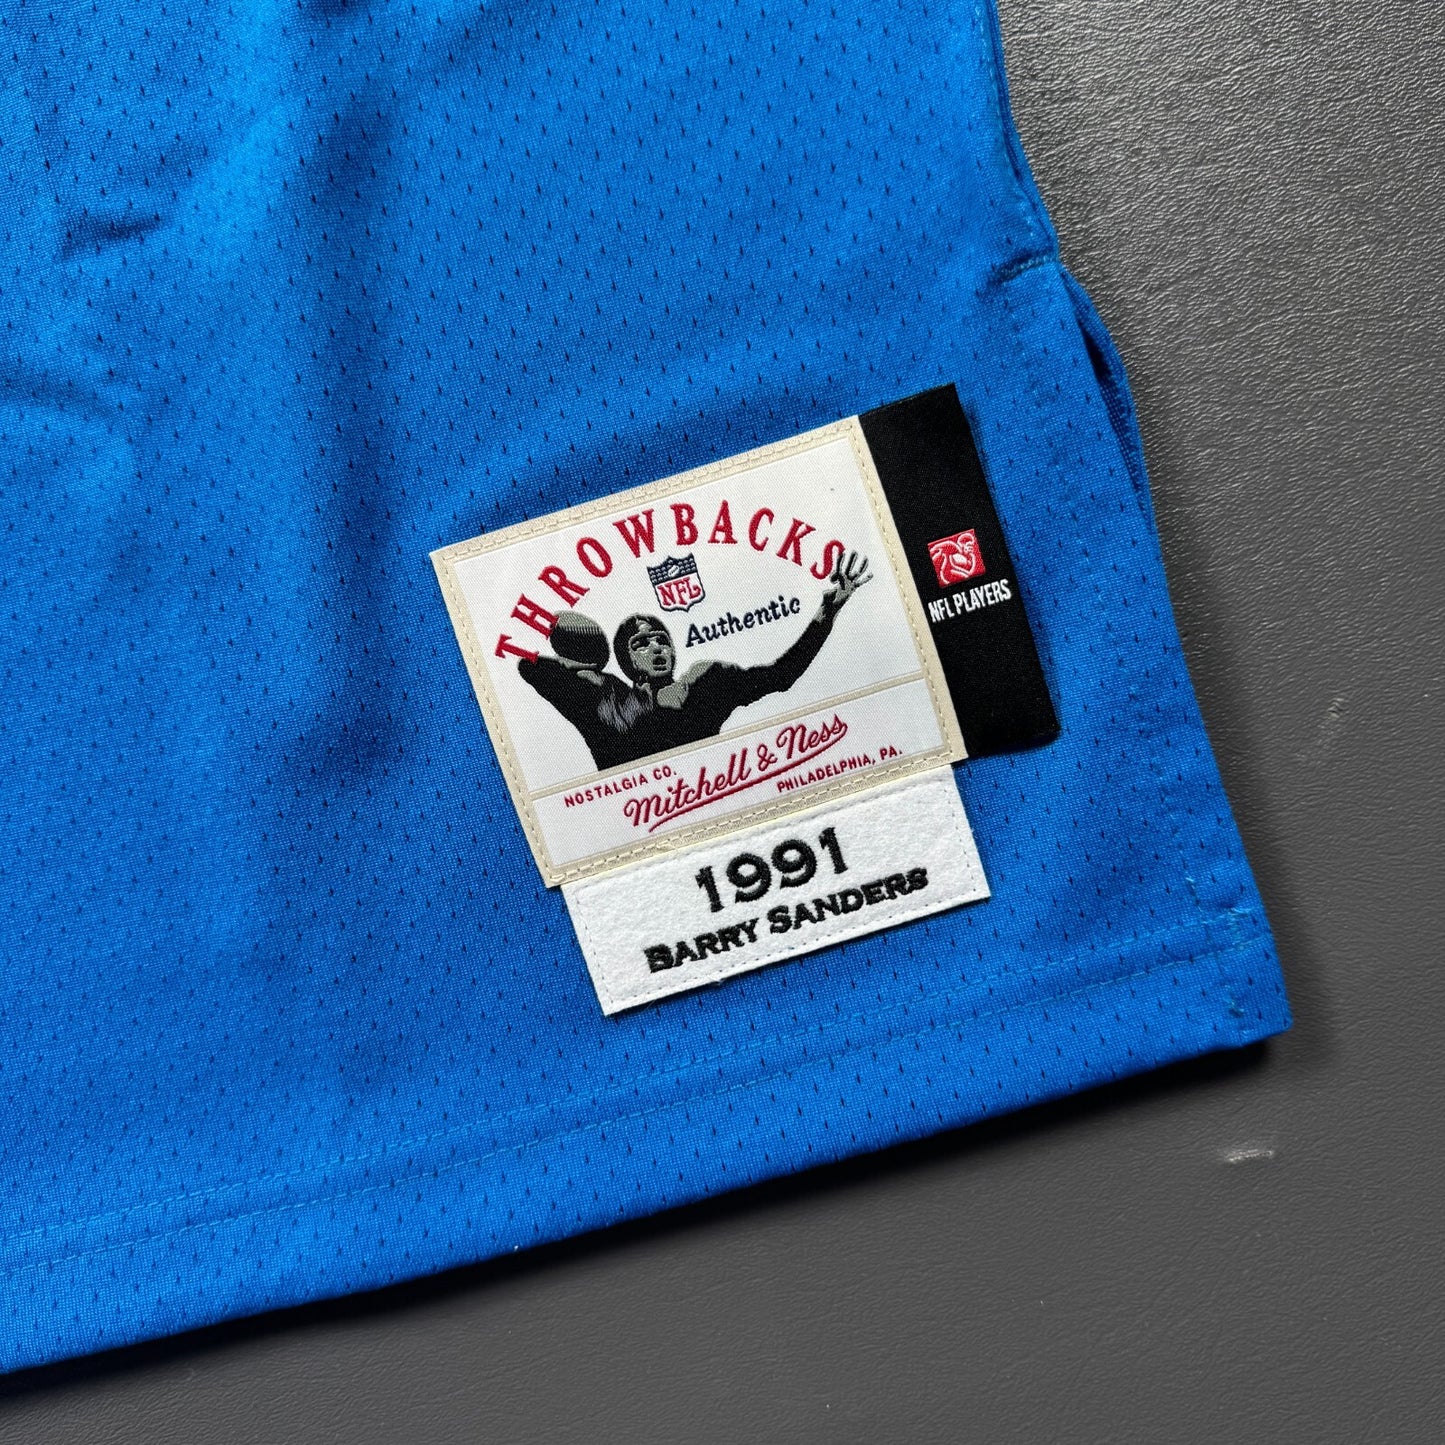 THROWBACKS
NFL
Authentic
NFL PLAYERS
NOSTALGIA CO.
Mitchell & Ness
PHILADELPHIA, PA.
1991
BARRY SANDERS